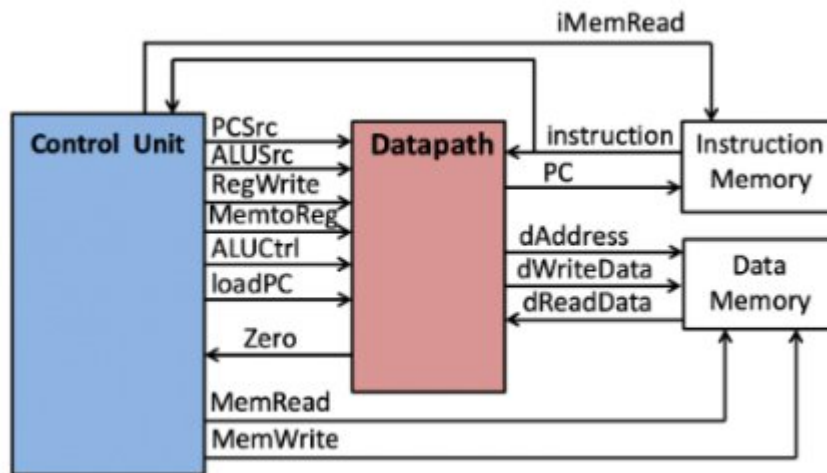 iMemRead
Control Unit
PCSrc
ALUSrc
RegWrite
MemtoReg
ALUCtrl
loadPC
Zero
MemRead
MemWrite
Datapath
instruction
PC
dAddress
dWriteData
dReadData
Instruction
Memory
Data
Memory